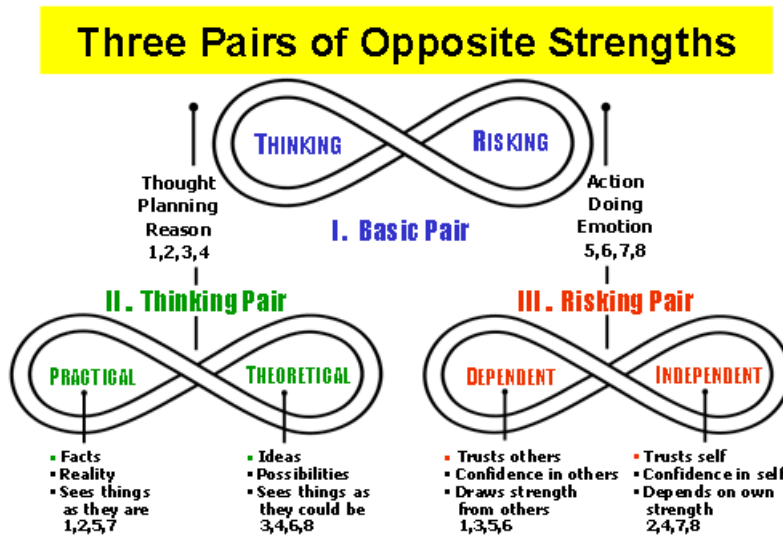 Three Pairs of Opposite Strengths
THINKING
RISKING
Thought
Planning
Reason
1,2,3,4
Action
Doing
Emotion
5,6,7,8
I. Basic Pair
II. Thinking Pair
III. Risking Pair
PRACTICAL
THEORETICAL
DEPENDENT
INDEPENDENT
▪ Facts
▪ Reality
▪ Sees things
as they are
1,2,5,7
▪ Ideas
▪ Possibilities
▪ Sees things as
they could be
3,4,6,8
▪ Trusts others
▪ Confidence in others
▪ Draws strength
from others
1,3,5,6
▪ Trusts self
▪ Confidence in self
▪ Depends on own
strength
2,4,7,8